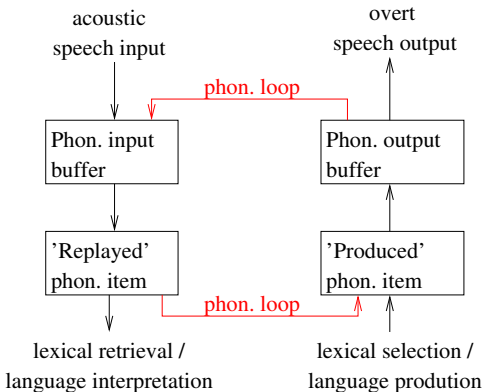 acoustic
speech input
overt
speech output
phon. loop
Phon. input
buffer
Phon. output
buffer
'Replayed'
phon. item
'Produced'
phon. item
phon. loop
lexical retrieval /
language interpretation
lexical selection /
language prodution